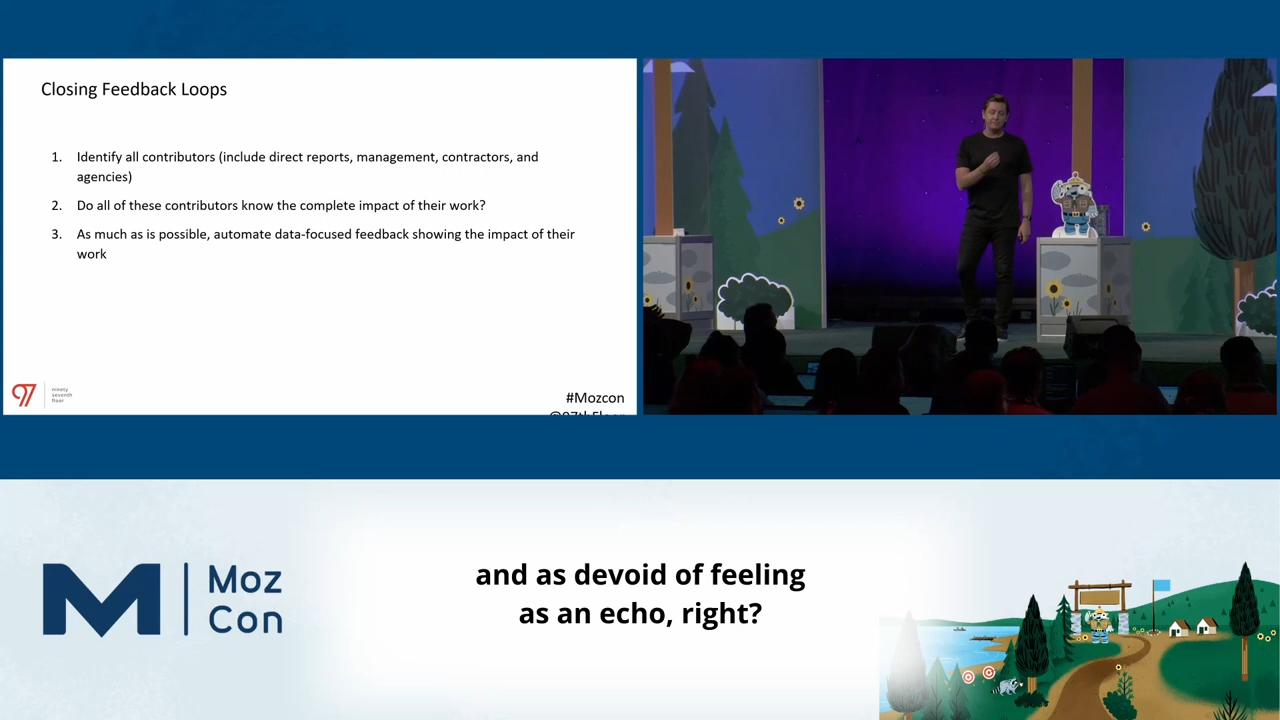 Closing Feedback Loops
1. Identify all contributors (include direct reports, management, contractors, and
agencies)
2. Do all of these contributors know the complete impact of their work?
3. As much as is possible, automate data-focused feedback showing the impact of their
work
97
ninety
seventh
floor
#Mozcon
@97thFloor
M
Moz
Con
and as devoid of feeling
as an echo, right?